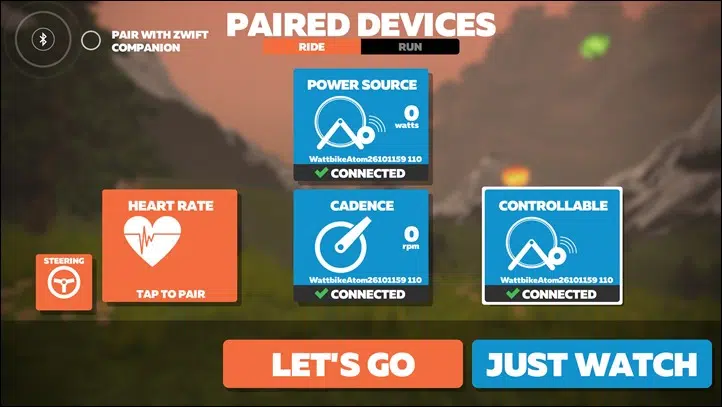 PAIRED DEVICES
PAIR WITH ZWIFT
COMPANION
RIDE
RUN
POWER SOURCE
0
watts
WattbikeAtom26101159 110
CONNECTED
HEART RATE
TAP TO PAIR
CADENCE
0
rpm
WattbikeAtom26101159 110
CONNECTED
CONTROLLABLE
WattbikeAtom26101159 110
CONNECTED
STEERING
LET'S GO
JUST WATCH